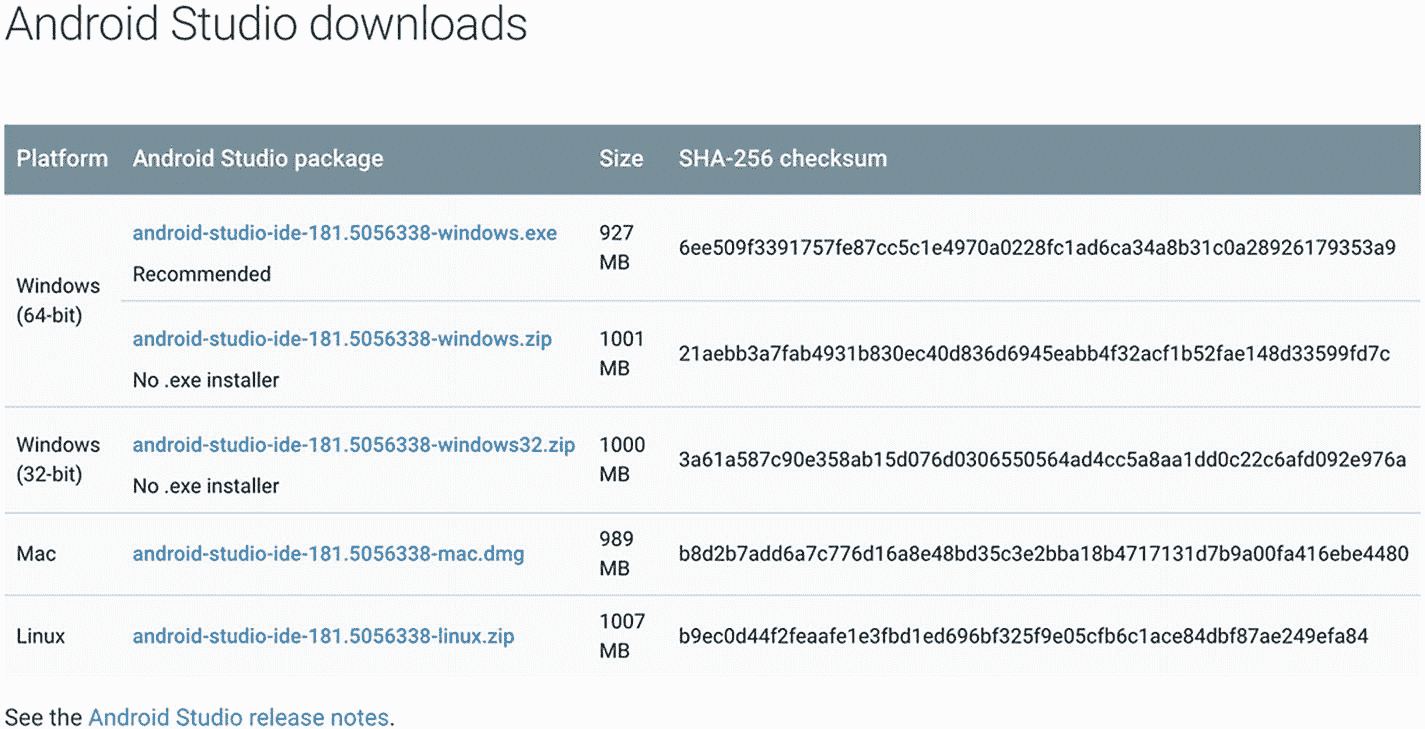 Android Studio downloads
Platform Android Studio package Size SHA-256 checksum
Windows (64-bit)
android-studio-ide-181.5056338-windows.exe
Recommended
927 MB
6ee509f3391757fe87cc5c1e4970a0228fc1ad6ca34a8b31c0a28926179353a9
android-studio-ide-181.5056338-windows.zip
No .exe installer
1001 MB
21aebb3a7fab4931b830ec40d836d6945eabb4f32acf1b52fae148d33599fd7c
Windows (32-bit)
android-studio-ide-181.5056338-windows32.zip
No .exe installer
1000 MB
3a61a587c90e358ab15d076d0306550564ad4cc5a8aa1dd0c22c6afd092e976a
Mac
android-studio-ide-181.5056338-mac.dmg
989 MB
b8d2b7add6a7c776d16a8e48bd35c3e2bba18b4717131d7b9a00fa416ebe4480
Linux
android-studio-ide-181.5056338-linux.zip
1007 MB
b9ec0d44f2feaafe1e3fbd1ed696bf325f9e05cfb6c1ace84dbf87ae249efa84
See the Android Studio release notes.